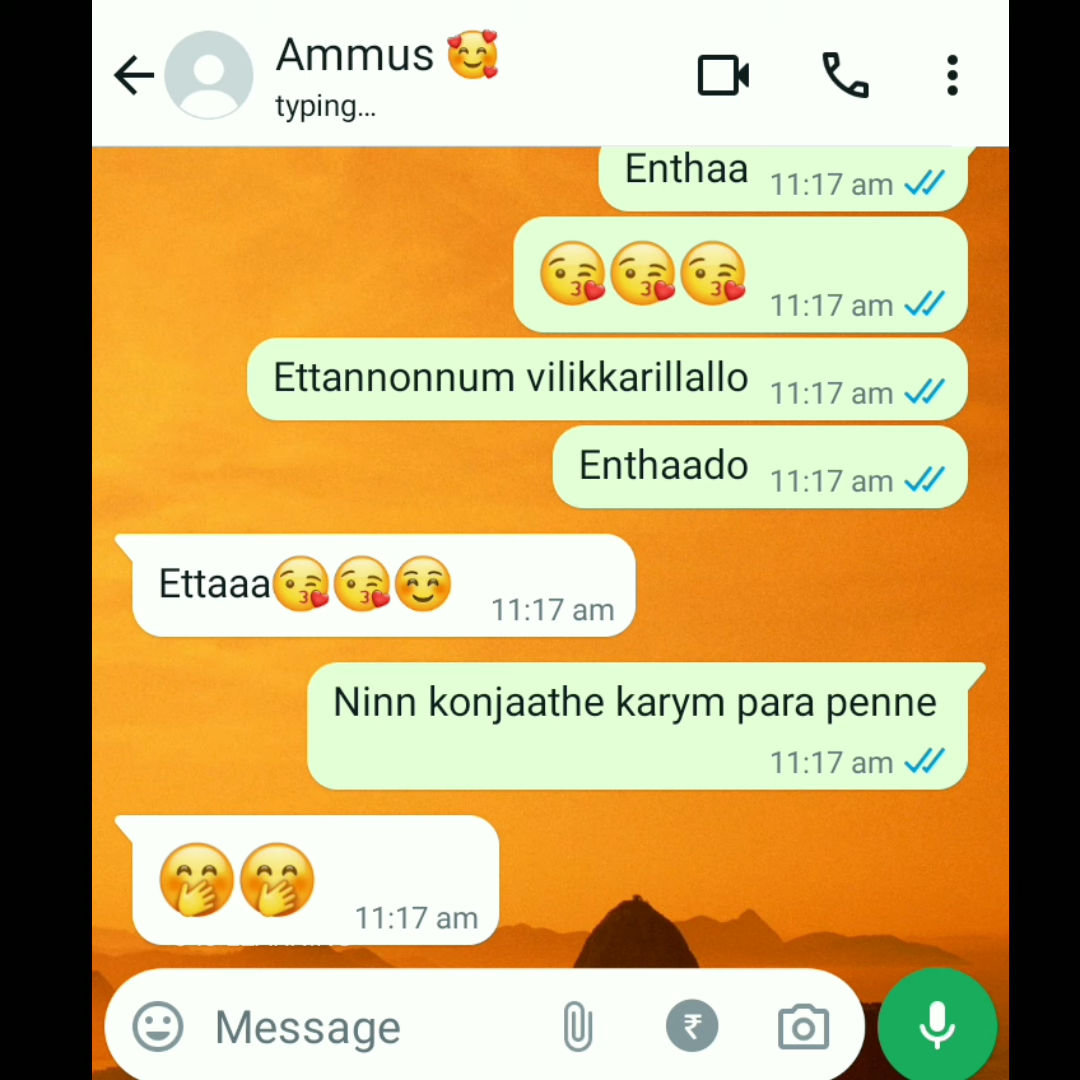 Ammus 🥰
typing...
Enthaa 11:17 am
😘😘😘 11:17 am
Ettannonnum vilikkarillallo 11:17 am
Enthaado 11:17 am
Ettaaa😘😘☺️ 11:17 am
Ninn konjaathe karym para penne
11:17 am
🤭🤭 11:17 am
Message
₹